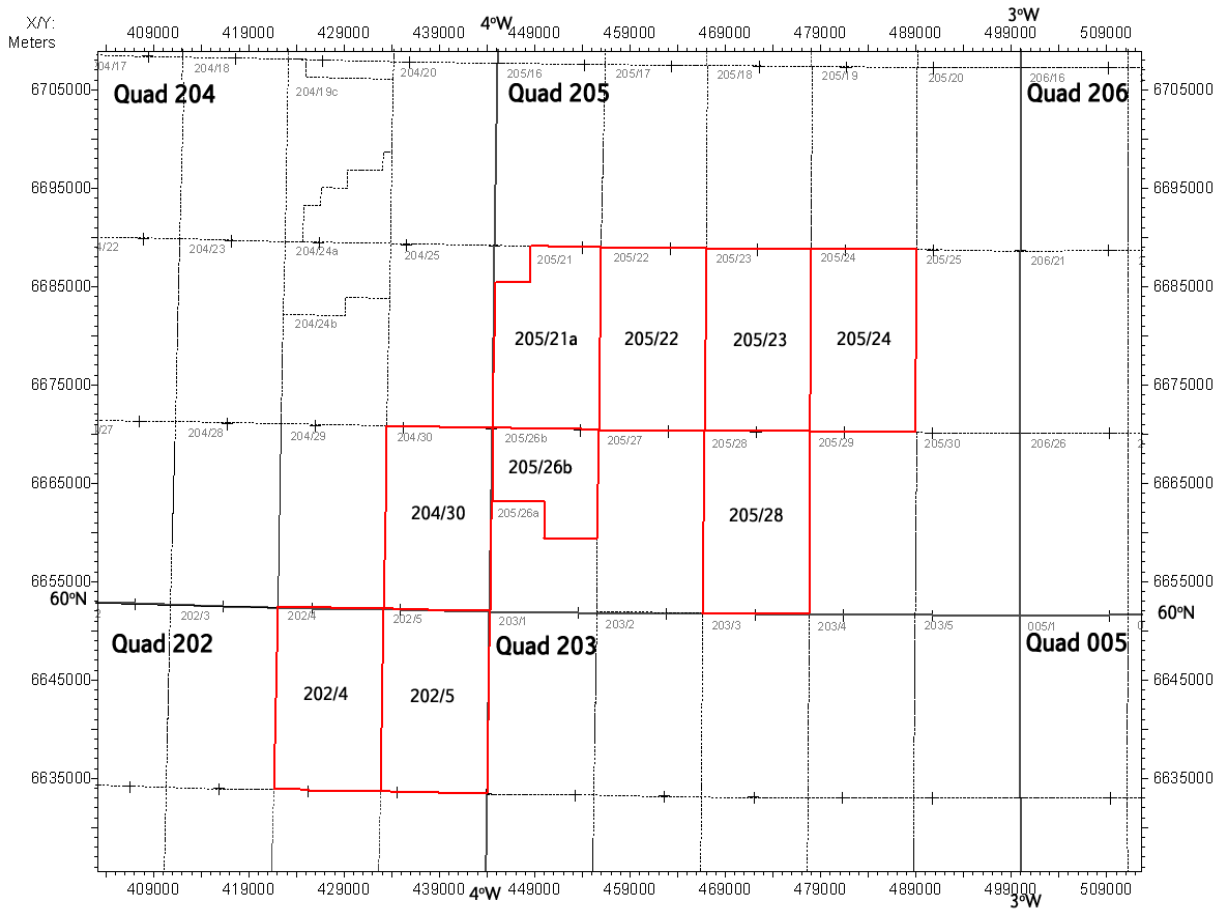 X/Y:
Meters
409000 419000 429000 439000 4ºW 449000 459000 469000 479000 489000 3ºW 499000 509000
04/17 204/18 204/20 205/16 205/17 205/18 205/19 205/20 206/16
6705000 Quad 204 204/19c Quad 205 Quad 206 6705000
6695000 6695000
4/22 204/23 204/24a 204/25 205/21 205/22 205/23 205/24 205/25 206/21
6685000 6685000
204/24b
205/21a 205/22 205/23 205/24
6675000 6675000
/27 204/28 204/29 204/30 205/26b 205/27 205/28 205/29 205/30 206/26
205/26b
6665000 6665000
204/30 205/26a 205/28
6655000 6655000
60ºN 60ºN
202/3 202/4 202/5 203/1 203/2 203/3 203/4 203/5 005/1
Quad 202 Quad 203 Quad 005
6645000 6645000
202/4 202/5
6635000 6635000
409000 419000 429000 439000 4ºW 449000 459000 469000 479000 489000 499000 3ºW 509000